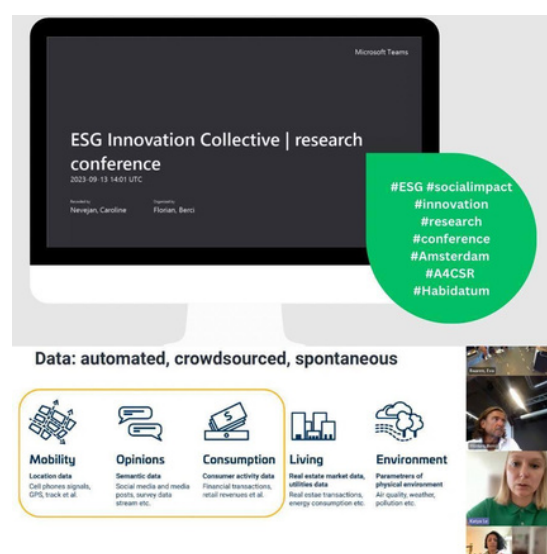 Microsoft Teams
ESG Innovation Collective | research
conference
2023-09-13 14:01 UTC
Recorded by
Organized by
Nevejan, Caroline
Florian, Berci
#ESG #socialimpact
#innovation
#research
#conference
#Amsterdam
#A4CSR
#Habidatum
Data: automated, crowdsourced, spontaneous
Mobility
Location data
Cell phones signals,
GPS, track et al.
Opinions
Semantic data
Social media and media
posts, survey data
stream etc.
Consumption
Consumer activity data
Financial transactions,
retail revenues et al.
Living
Real estate market data,
utilities data
Real estae transactions,
energy consumption etc.
Environment
Parametrers of
physical environment
Air quality, weather,
pollution etc.